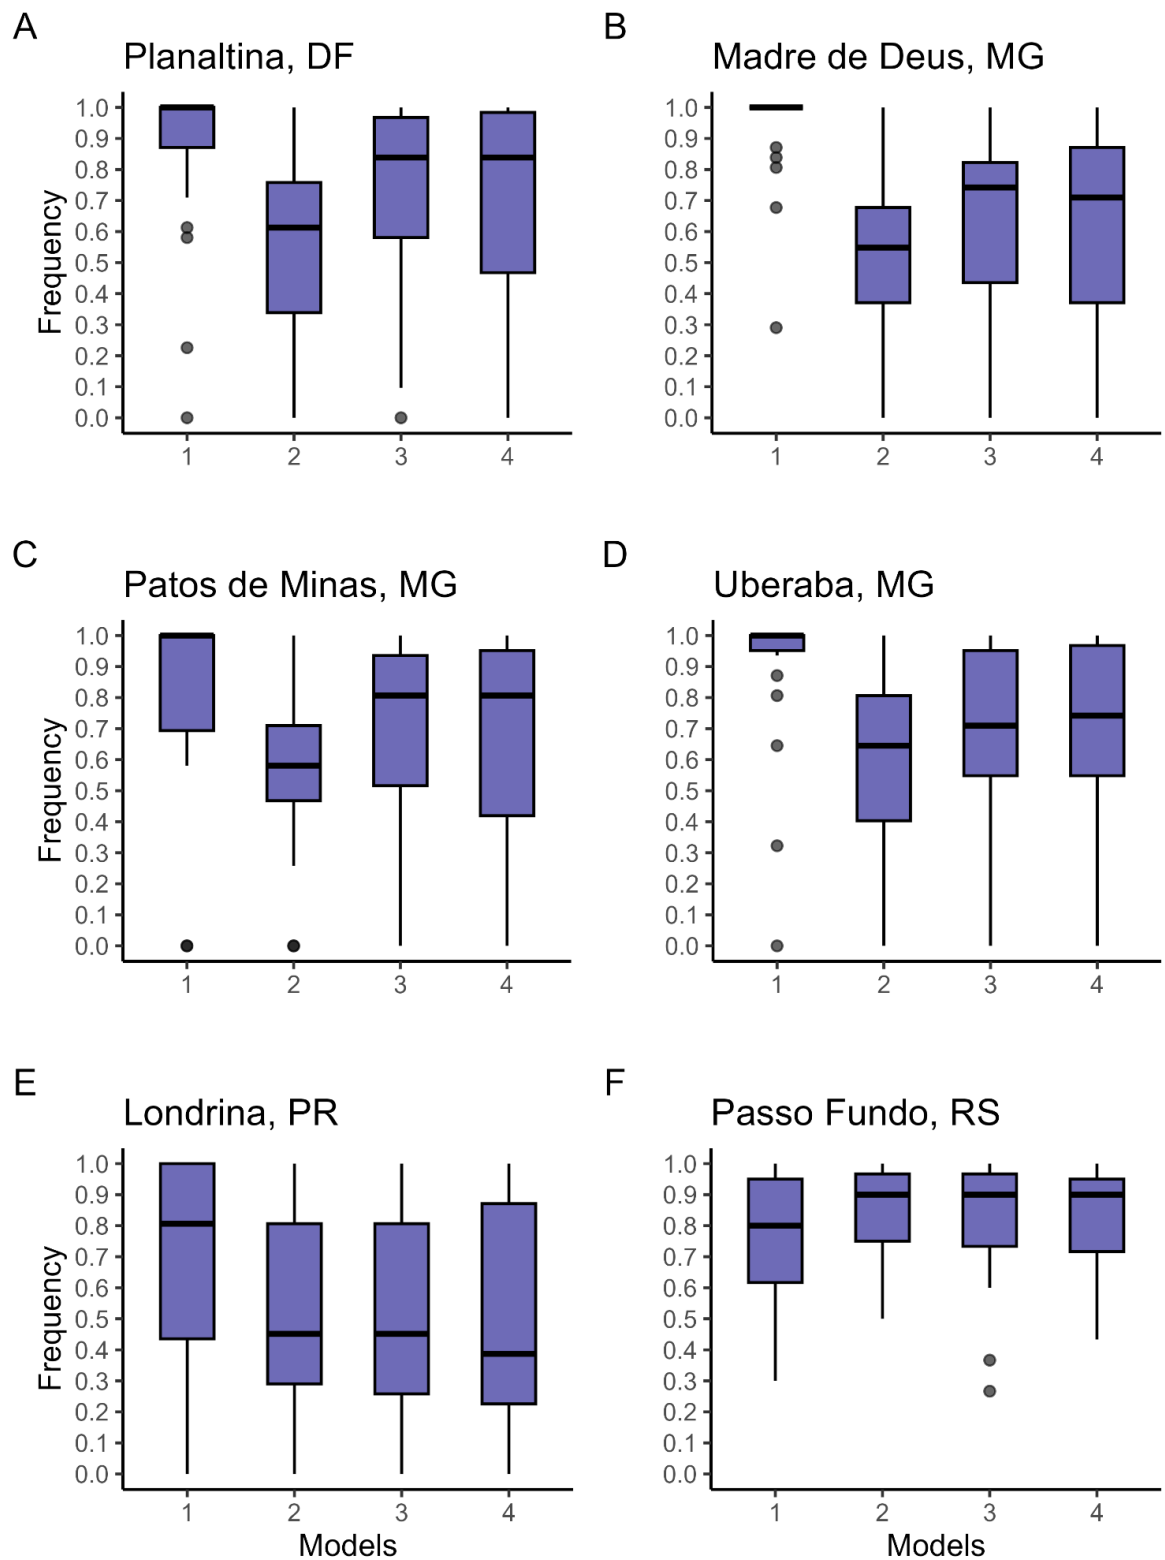 A
Planaltina, DF
Frequency
1.0
0.9
0.8
0.7
0.6
0.5
0.4
0.3
0.2
0.1
0.0
1 2 3 4
B
Madre de Deus, MG
1.0
0.9
0.8
0.7
0.6
0.5
0.4
0.3
0.2
0.1
0.0
1 2 3 4
C
Patos de Minas, MG
Frequency
1.0
0.9
0.8
0.7
0.6
0.5
0.4
0.3
0.2
0.1
0.0
1 2 3 4
D
Uberaba, MG
1.0
0.9
0.8
0.7
0.6
0.5
0.4
0.3
0.2
0.1
0.0
1 2 3 4
E
Londrina, PR
Frequency
1.0
0.9
0.8
0.7
0.6
0.5
0.4
0.3
0.2
0.1
0.0
1 2 3 4
Models
F
Passo Fundo, RS
1.0
0.9
0.8
0.7
0.6
0.5
0.4
0.3
0.2
0.1
0.0
1 2 3 4
Models